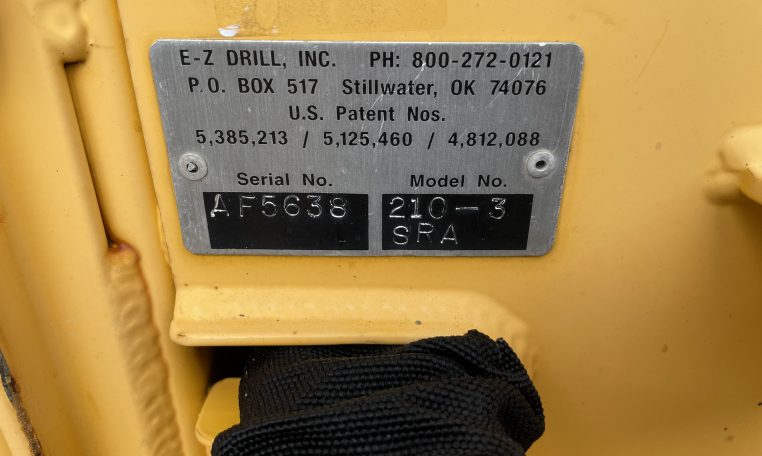 E-Z DRILL, INC. PH: 800-272-0121
P.O. BOX 517 Stillwater, OK 74076
U.S. Patent Nos.
5,385,213 / 5,125,460 / 4,812,088
Serial No. Model No.
AF5638 210-3
SRA